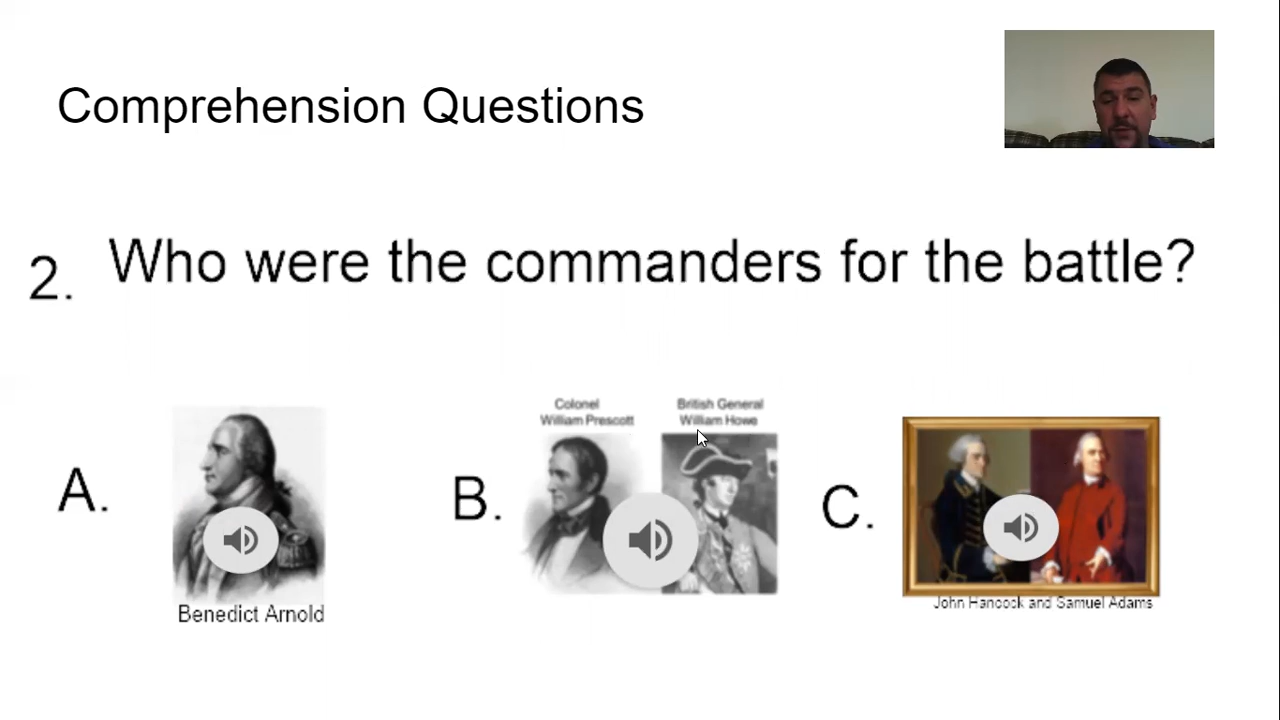 Comprehension Questions
2. Who were the commanders for the battle?
A.
Benedict Arnold
B.
Colonel
William Prescott
British General
William Howe
C.
John Hancock and Samuel Adams